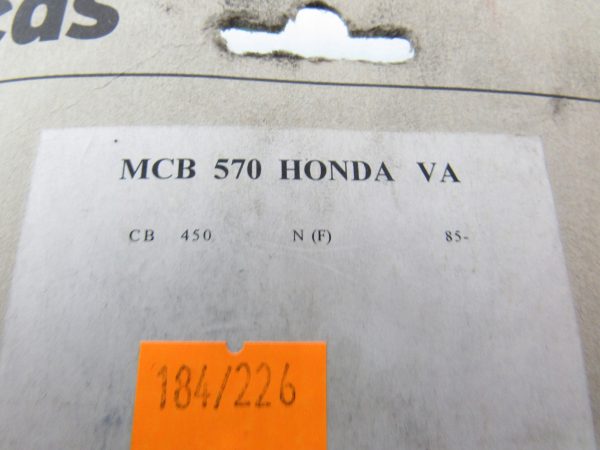 MCB 570 HONDA VA
CB 450 N (F) 85-
184/226